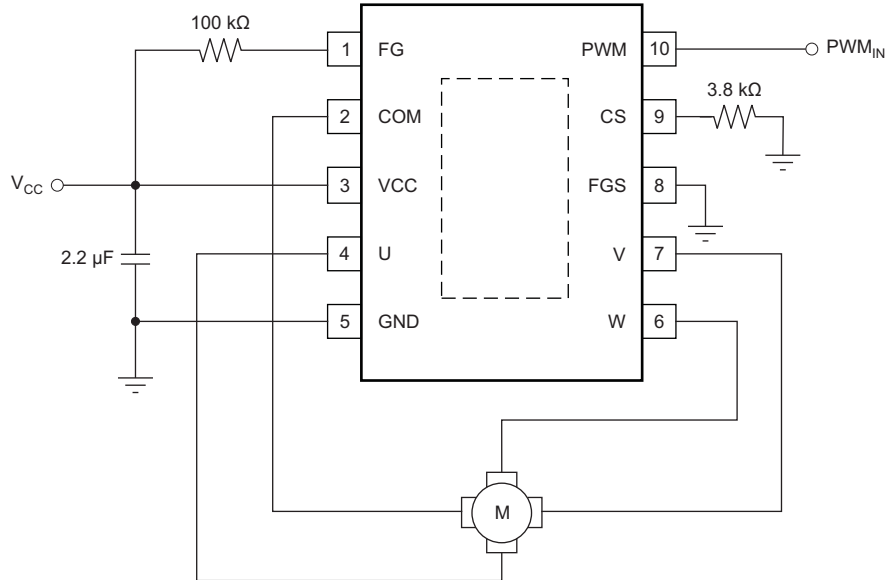 100 kΩ
1 FG PWM 10 PWM_IN
3.8 kΩ
2 COM CS 9
V_CC 3 VCC FGS 8
2.2 µF 4 U V 7
5 GND W 6
M